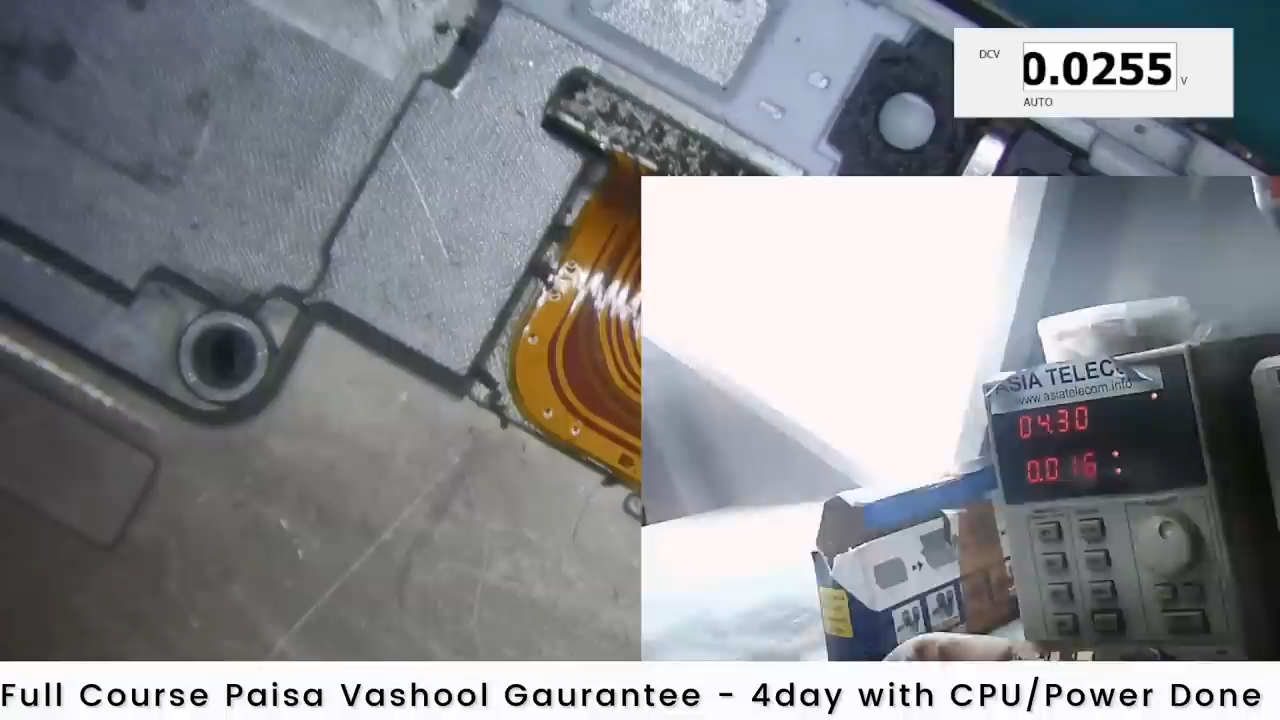 DCV
0.0255
V
AUTO
ASIA TELEC
www.asiatelecom.info
04.30
0.016
Full Course Paisa Vashool Gaurantee - 4day with CPU/Power Done